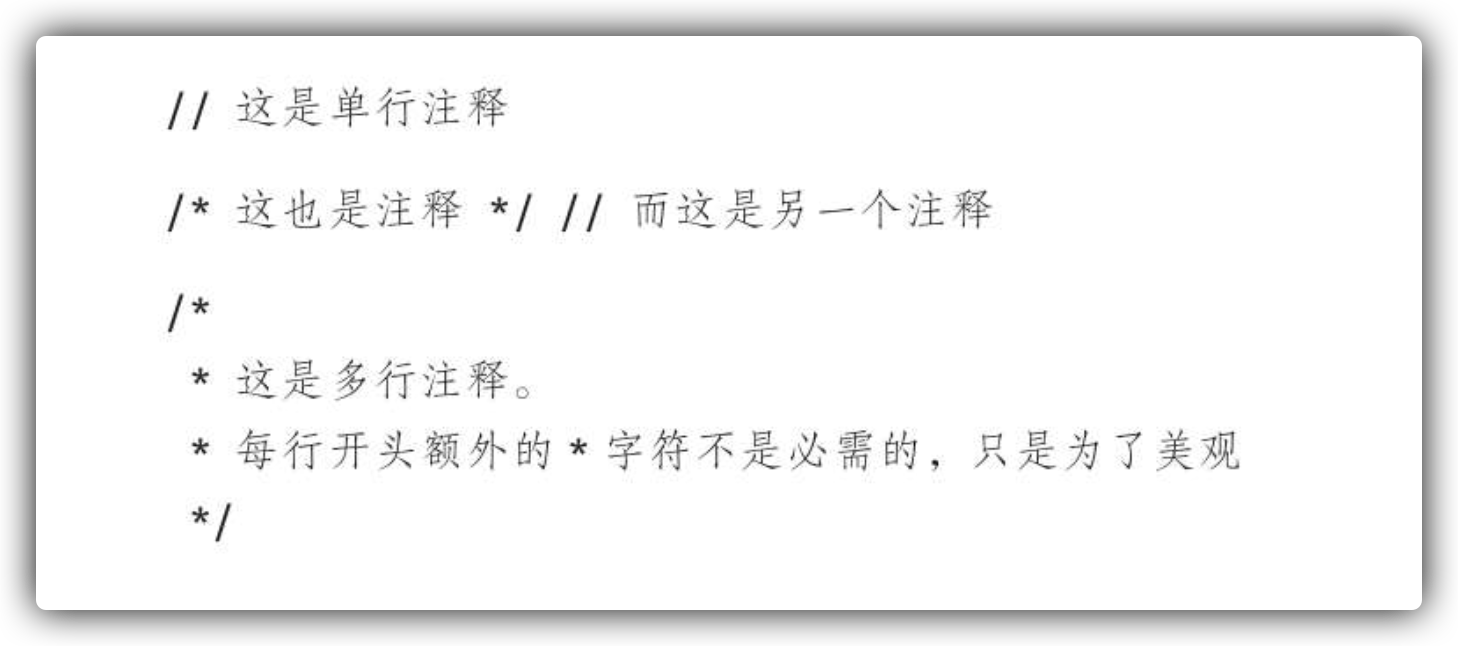 // 这是单行注释
/* 这也是注释 */ // 而这是另一个注释
/*
 * 这是多行注释。
 * 每行开头额外的 * 字符不是必需的，只是为了美观
 */